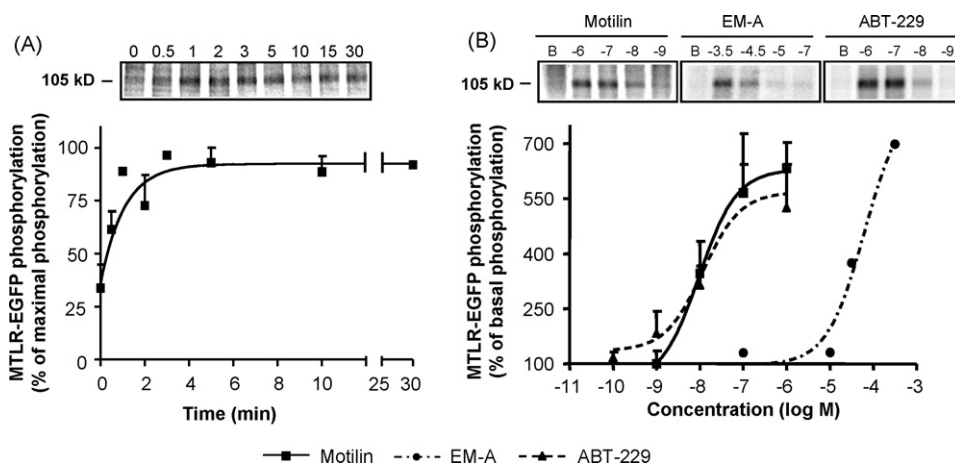 (A)
0 0.5 1 2 3 5 10 15 30
105 kD
MTLR-EGFP phosphorylation
(% of maximal phosphorylation)
100
75
50
25
0
0 2 4 6 8 10 25 30
Time (min)
(B)
Motilin EM-A ABT-229
B -6 -7 -8 -9 B -3.5 -4.5 -5 -7 B -6 -7 -8 -9
105 kD
MTLR-EGFP phosphorylation
(% of basal phosphorylation)
700
550
400
250
100
-11 -10 -9 -8 -7 -6 -5 -4 -3
Concentration (log M)
Motilin EM-A ABT-229